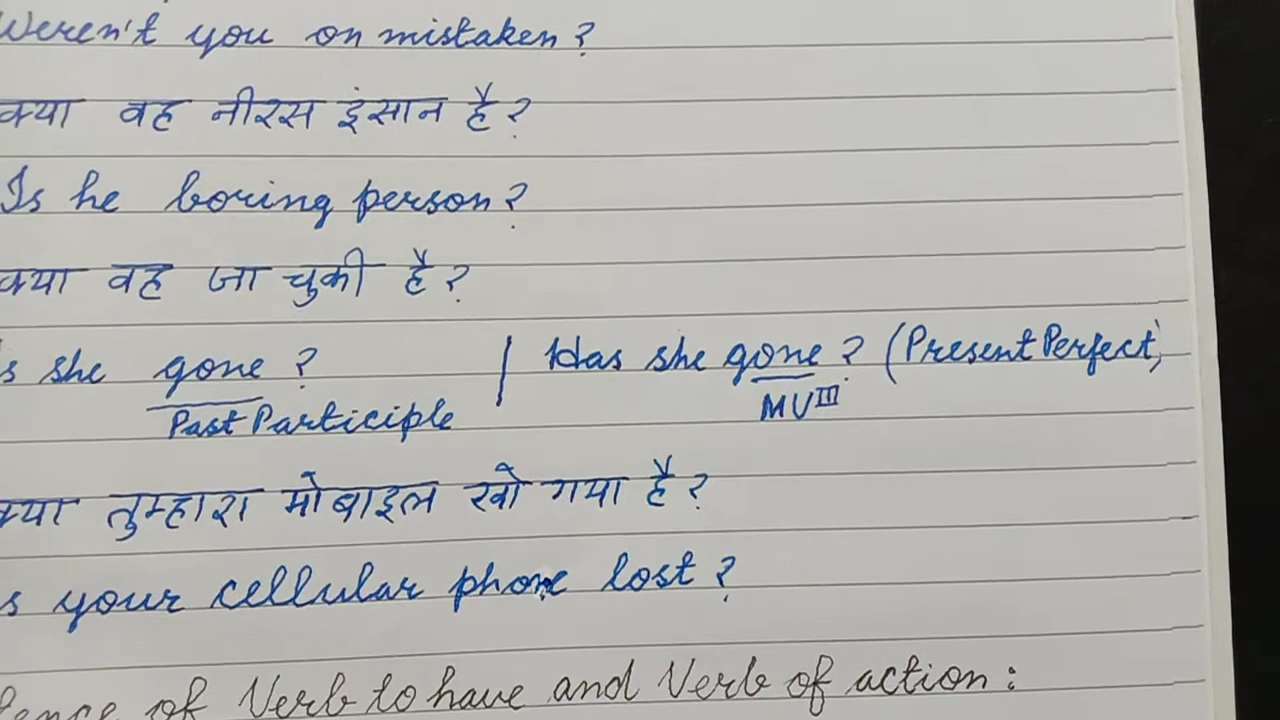 Weren't you on mistaken?
क्या वह नीरस इंसान है?
Is he boring person?
क्या वह जा चुकी है?
s she gone? | Has she gone? (Present Perfect)
Past Participle MVIII
क्या तुम्हारा मोबाइल खो गया है?
s your cellular phone lost?
of Verb to have and Verb of action: